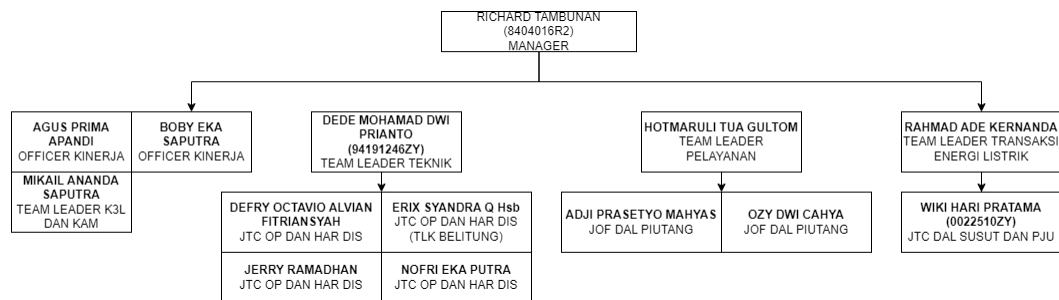 RICHARD TAMBUNAN
(8404016R2)
MANAGER
AGUS PRIMA
APANDI
OFFICER KINERJA
BOBY EKA
SAPUTRA
OFFICER KINERJA
MIKAIL ANANDA
SAPUTRA
TEAM LEADER K3L
DAN KAM
DEDE MOHAMAD DWI
PRIANTO
(94191246ZY)
TEAM LEADER TEKNIK
DEFRY OCTAVIO ALVIAN
FITRIANSYAH
JTC OP DAN HAR DIS
ERIX SYANDRA Q Hsb
JTC OP DAN HAR DIS
(TLK BELITUNG)
JERRY RAMADHAN
JTC OP DAN HAR DIS
NOFRI EKA PUTRA
JTC OP DAN HAR DIS
HOTMARULI TUA GULTOM
TEAM LEADER
PELAYANAN
ADJI PRASETYO MAHYAS
JOF DAL PIUTANG
OZY DWI CAHYA
JOF DAL PIUTANG
RAHMAD ADE KERNANDA
TEAM LEADER TRANSAKSI
ENERGI LISTRIK
WIKI HARI PRATAMA
(0022510ZY)
JTC DAL SUSUT DAN PJU